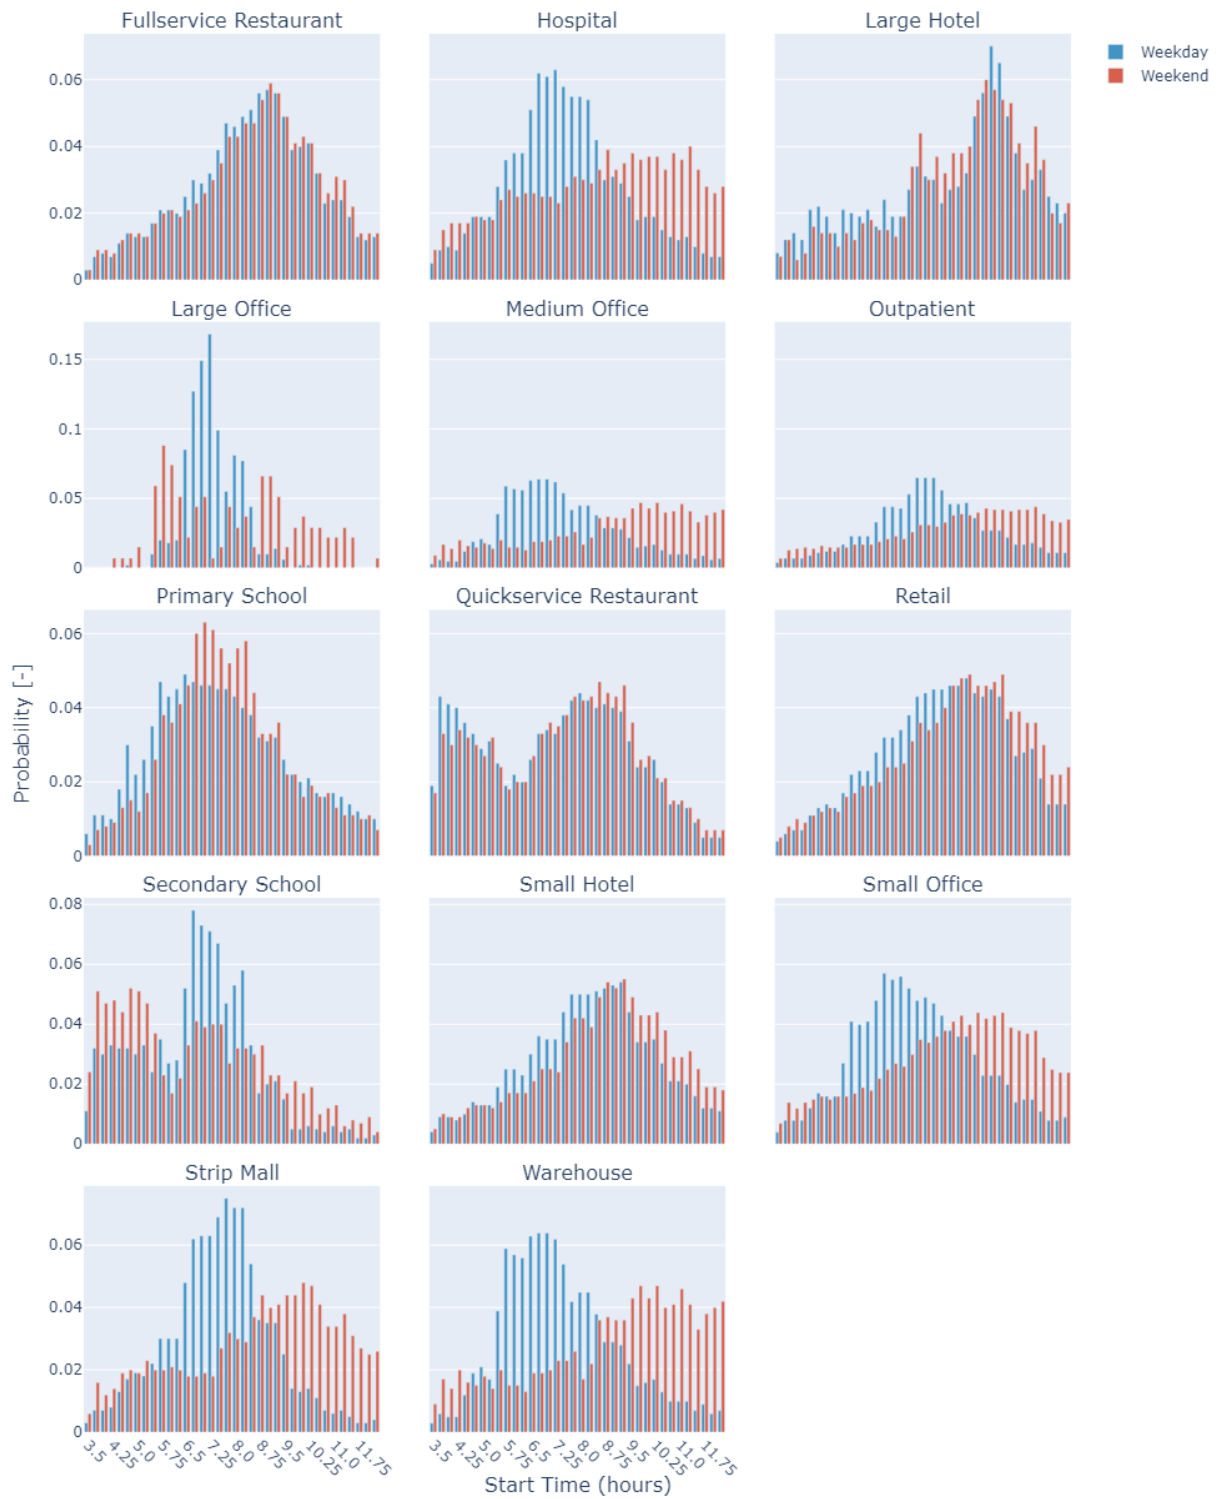 Fullservice Restaurant Hospital Large Hotel
Weekday
Weekend
0.06
0.04
0.02
0
Large Office Medium Office Outpatient
0.15
0.1
0.05
0
Primary School Quickservice Restaurant Retail
0.06
0.04
0.02
0
Probability [-]
Secondary School Small Hotel Small Office
0.08
0.06
0.04
0.02
0
Strip Mall Warehouse
0.06
0.04
0.02
0
3.5 4.25 5.0 5.75 6.5 7.25 8.0 8.75 9.5 10.25 11.0 11.75 3.5 4.25 5.0 5.75 6.5 7.25 8.0 8.75 9.5 10.25 11.0 11.75
Start Time (hours)